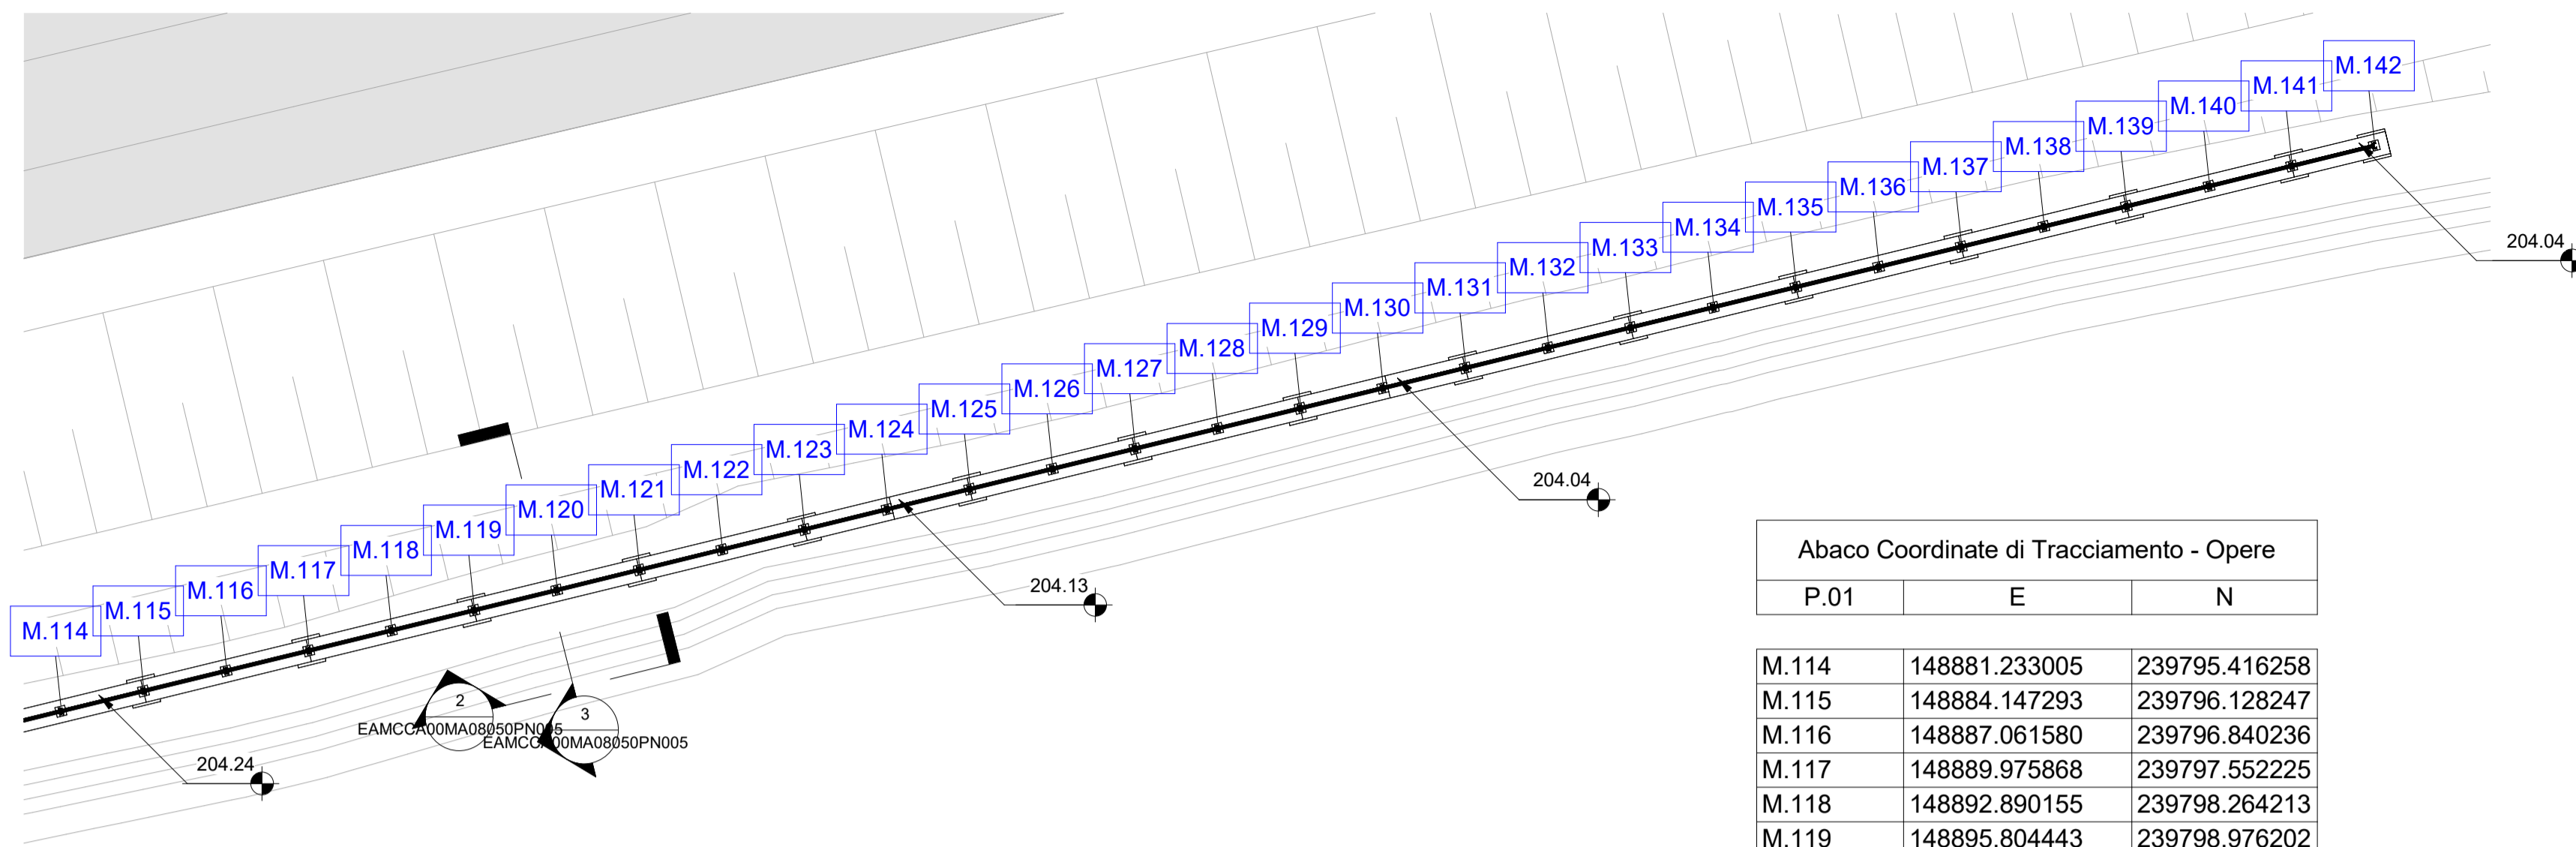 M.142
M.141
M.140
M.139
M.138
M.137
M.136
M.135
M.134
M.133
M.132
M.131
M.130
M.129
M.128
M.127
M.126
M.125
M.124
M.123
M.122
M.121
M.120
M.119
M.118
M.117
M.116
M.115
M.114
204.04
204.04
204.13
204.24
2
EAMCCA00MA08050PN005
3
EAMCCA00MA08050PN005
Abaco Coordinate di Tracciamento - Opere
P.01 E N
M.114 148881.233005 239795.416258
M.115 148884.147293 239796.128247
M.116 148887.061580 239796.840236
M.117 148889.975868 239797.552225
M.118 148892.890155 239798.264213
M.119 148895.804443 239798.976202